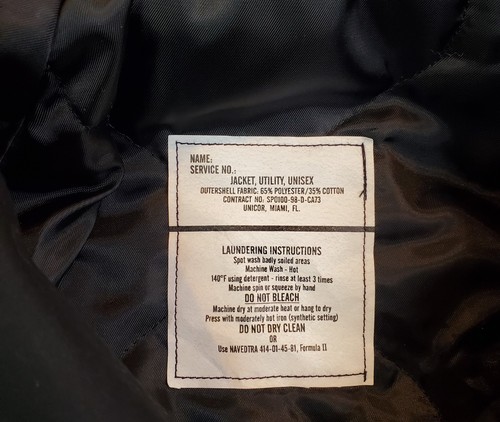 NAME:
SERVICE NO.:
JACKET, UTILITY, UNISEX
OUTERSHELL FABRIC: 65% POLYESTER/35% COTTON
CONTRACT NO: SPO100-98-D-CA73
UNICOR, MIAMI, FL.
LAUNDERING INSTRUCTIONS
Spot wash badly soiled areas
Machine Wash - Hot
140°F using detergent - rinse at least 3 times
Machine spin or squeeze by hand
DO NOT BLEACH
Machine dry at moderate heat or hang to dry
Press with moderately hot iron (synthetic setting)
DO NOT DRY CLEAN
OR
Use NAVEDTRA 414-01-45-81, Formula II